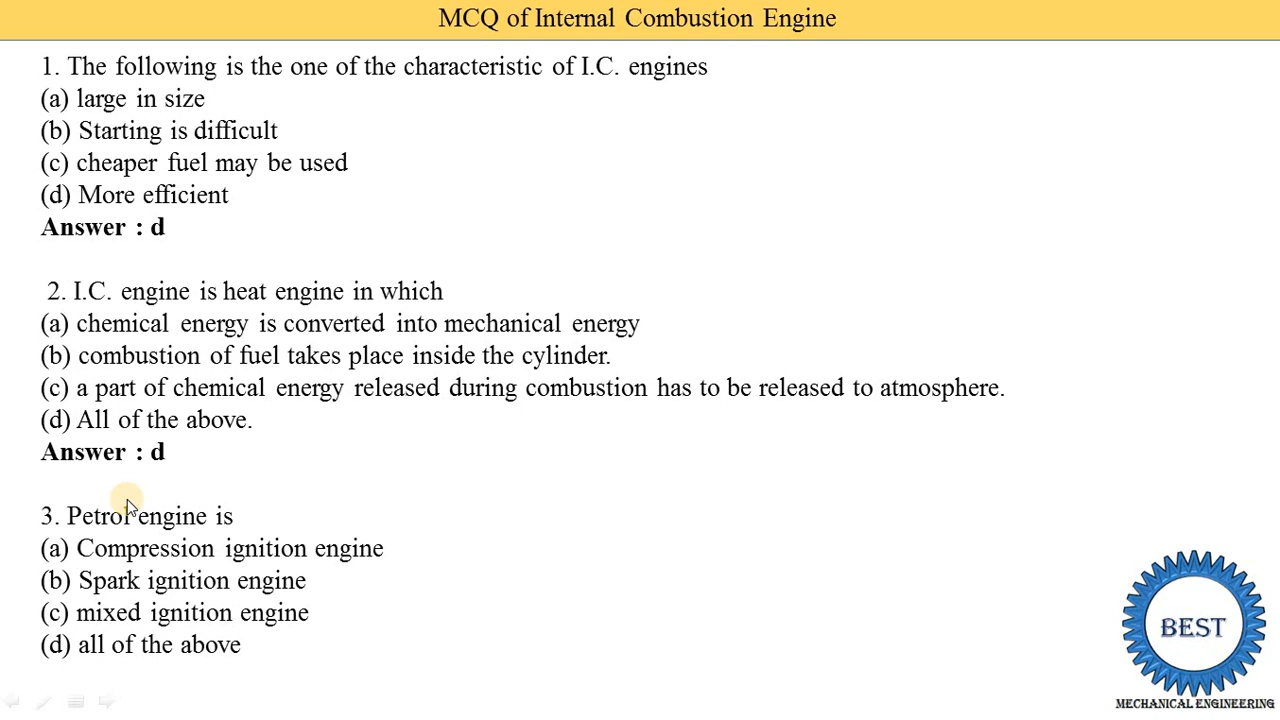 MCQ of Internal Combustion Engine
1. The following is the one of the characteristic of I.C. engines
(a) large in size
(b) Starting is difficult
(c) cheaper fuel may be used
(d) More efficient
Answer : d
2. I.C. engine is heat engine in which
(a) chemical energy is converted into mechanical energy
(b) combustion of fuel takes place inside the cylinder.
(c) a part of chemical energy released during combustion has to be released to atmosphere.
(d) All of the above.
Answer : d
3. Petrol engine is
(a) Compression ignition engine
(b) Spark ignition engine
(c) mixed ignition engine
(d) all of the above
BEST
MECHANICAL ENGINEERING